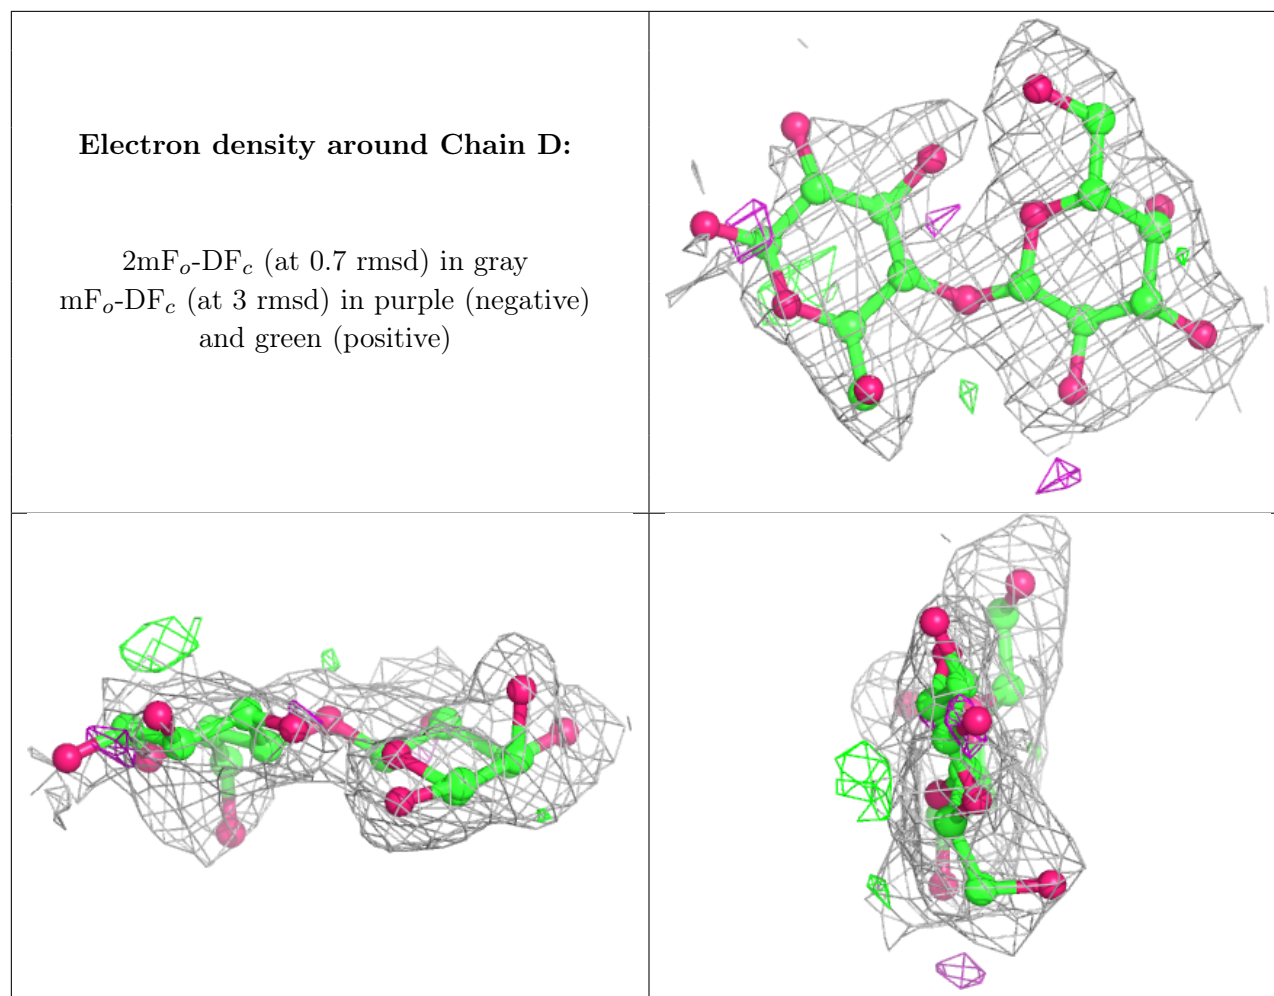 Electron density around Chain D:
2mFo-DFc (at 0.7 rmsd) in gray
mFo-DFc (at 3 rmsd) in purple (negative)
and green (positive)